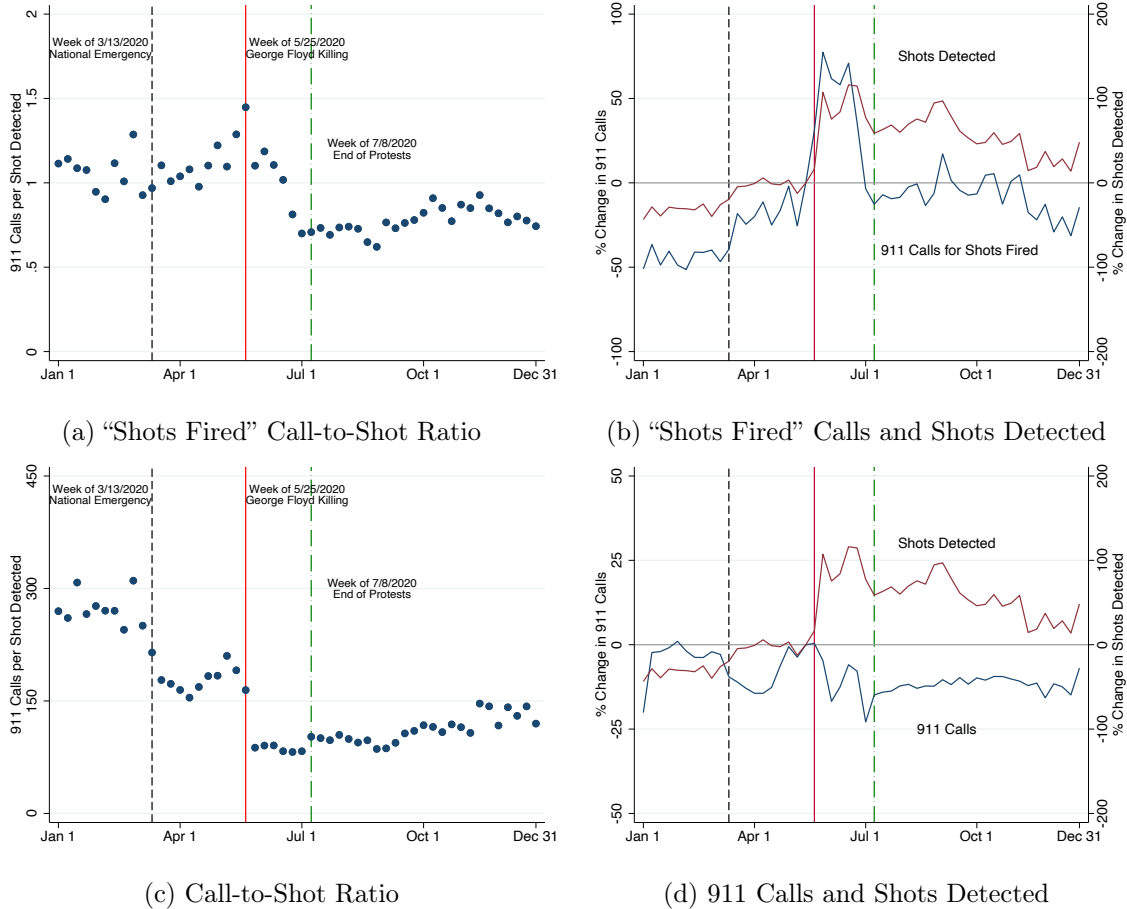 2
1.5
1
.5
0
911 Calls per Shot Detected
Week of 3/13/2020
National Emergency
Week of 5/25/2020
George Floyd Killing
Week of 7/8/2020
End of Protests
Jan 1
Apr 1
Jul 1
Oct 1
Dec 31
(a) “Shots Fired” Call-to-Shot Ratio
100
50
0
-50
-100
% Change in 911 Calls
Shots Detected
911 Calls for Shots Fired
200
100
0
-100
-200
% Change in Shots Detected
Jan 1
Apr 1
Jul 1
Oct 1
Dec 31
(b) “Shots Fired” Calls and Shots Detected
450
300
150
0
911 Calls per Shot Detected
Week of 3/13/2020
National Emergency
Week of 5/25/2020
George Floyd Killing
Week of 7/8/2020
End of Protests
Jan 1
Apr 1
Jul 1
Oct 1
Dec 31
(c) Call-to-Shot Ratio
50
25
0
-25
-50
% Change in 911 Calls
Shots Detected
911 Calls
200
100
0
-100
-200
% Change in Shots Detected
Jan 1
Apr 1
Jul 1
Oct 1
Dec 31
(d) 911 Calls and Shots Detected